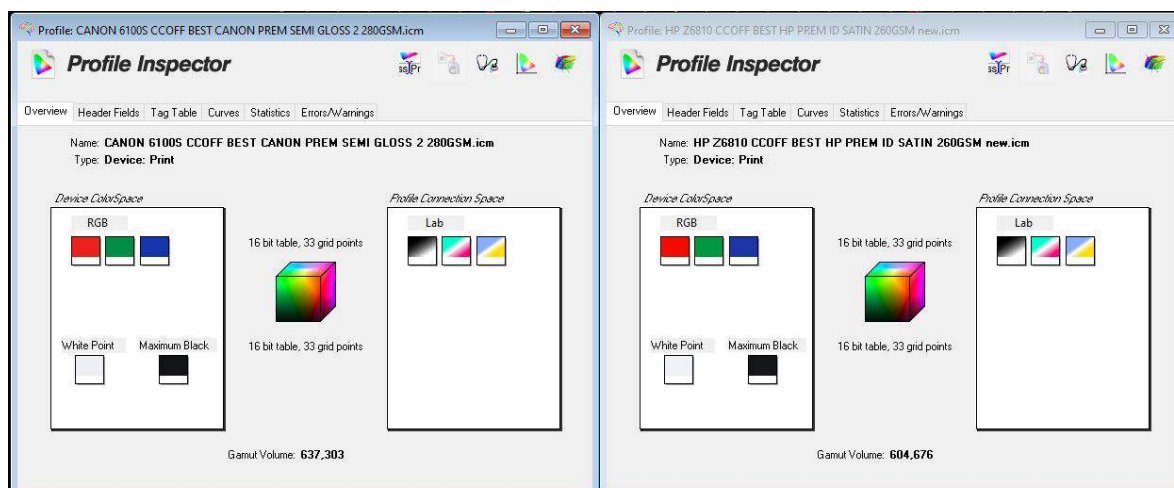 Profile: CANON 6100S CCOFF BEST CANON PREM SEMI GLOSS 2 280GSM.icm
Profile Inspector
Overview Header Fields Tag Table Curves Statistics Errors/Warnings
Name: CANON 6100S CCOFF BEST CANON PREM SEMI GLOSS 2 280GSM.icm
Type: Device: Print
Device ColorSpace Profile Connection Space
RGB Lab
16 bit table, 33 grid points
White Point Maximum Black 16 bit table, 33 grid points
Gamut Volume: 637,303
Profile: HP Z6810 CCOFF BEST HP PREM ID SATIN 260GSM new.icm
Profile Inspector
Overview Header Fields Tag Table Curves Statistics Errors/Warnings
Name: HP Z6810 CCOFF BEST HP PREM ID SATIN 260GSM new.icm
Type: Device: Print
Device ColorSpace Profile Connection Space
RGB Lab
16 bit table, 33 grid points
White Point Maximum Black 16 bit table, 33 grid points
Gamut Volume: 604,676